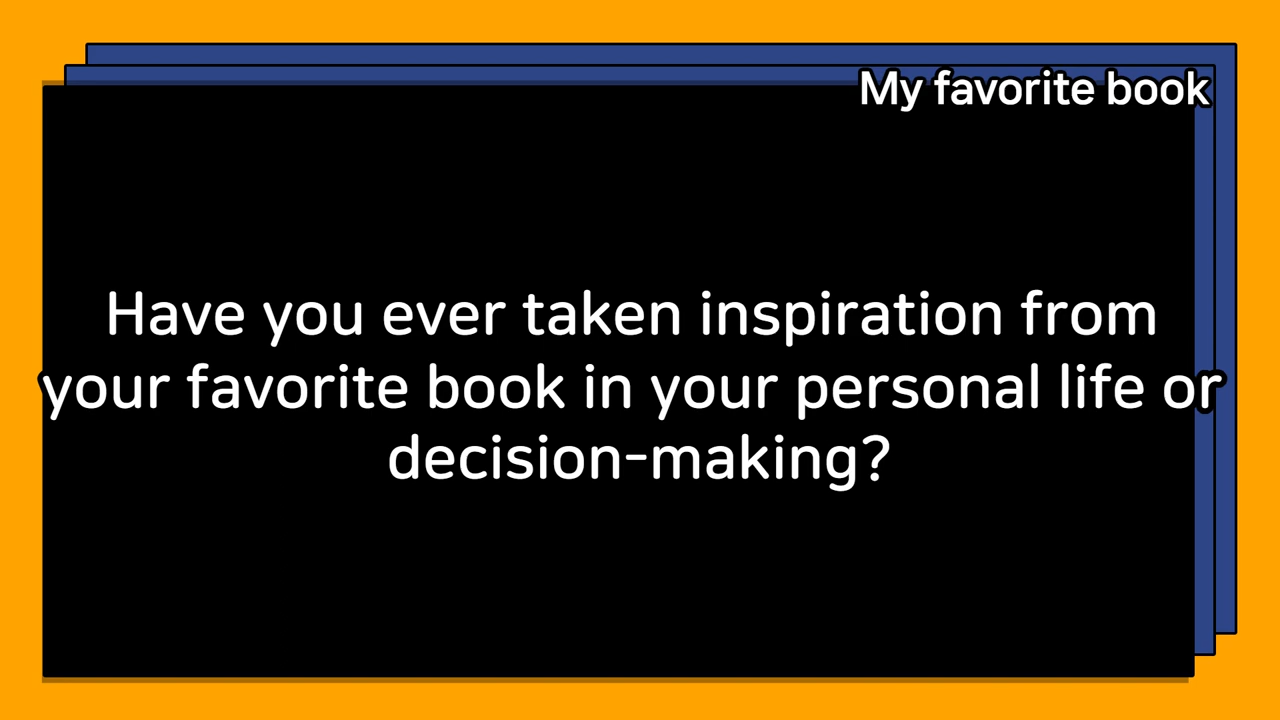 My favorite book
Have you ever taken inspiration from
your favorite book in your personal life or
decision-making?